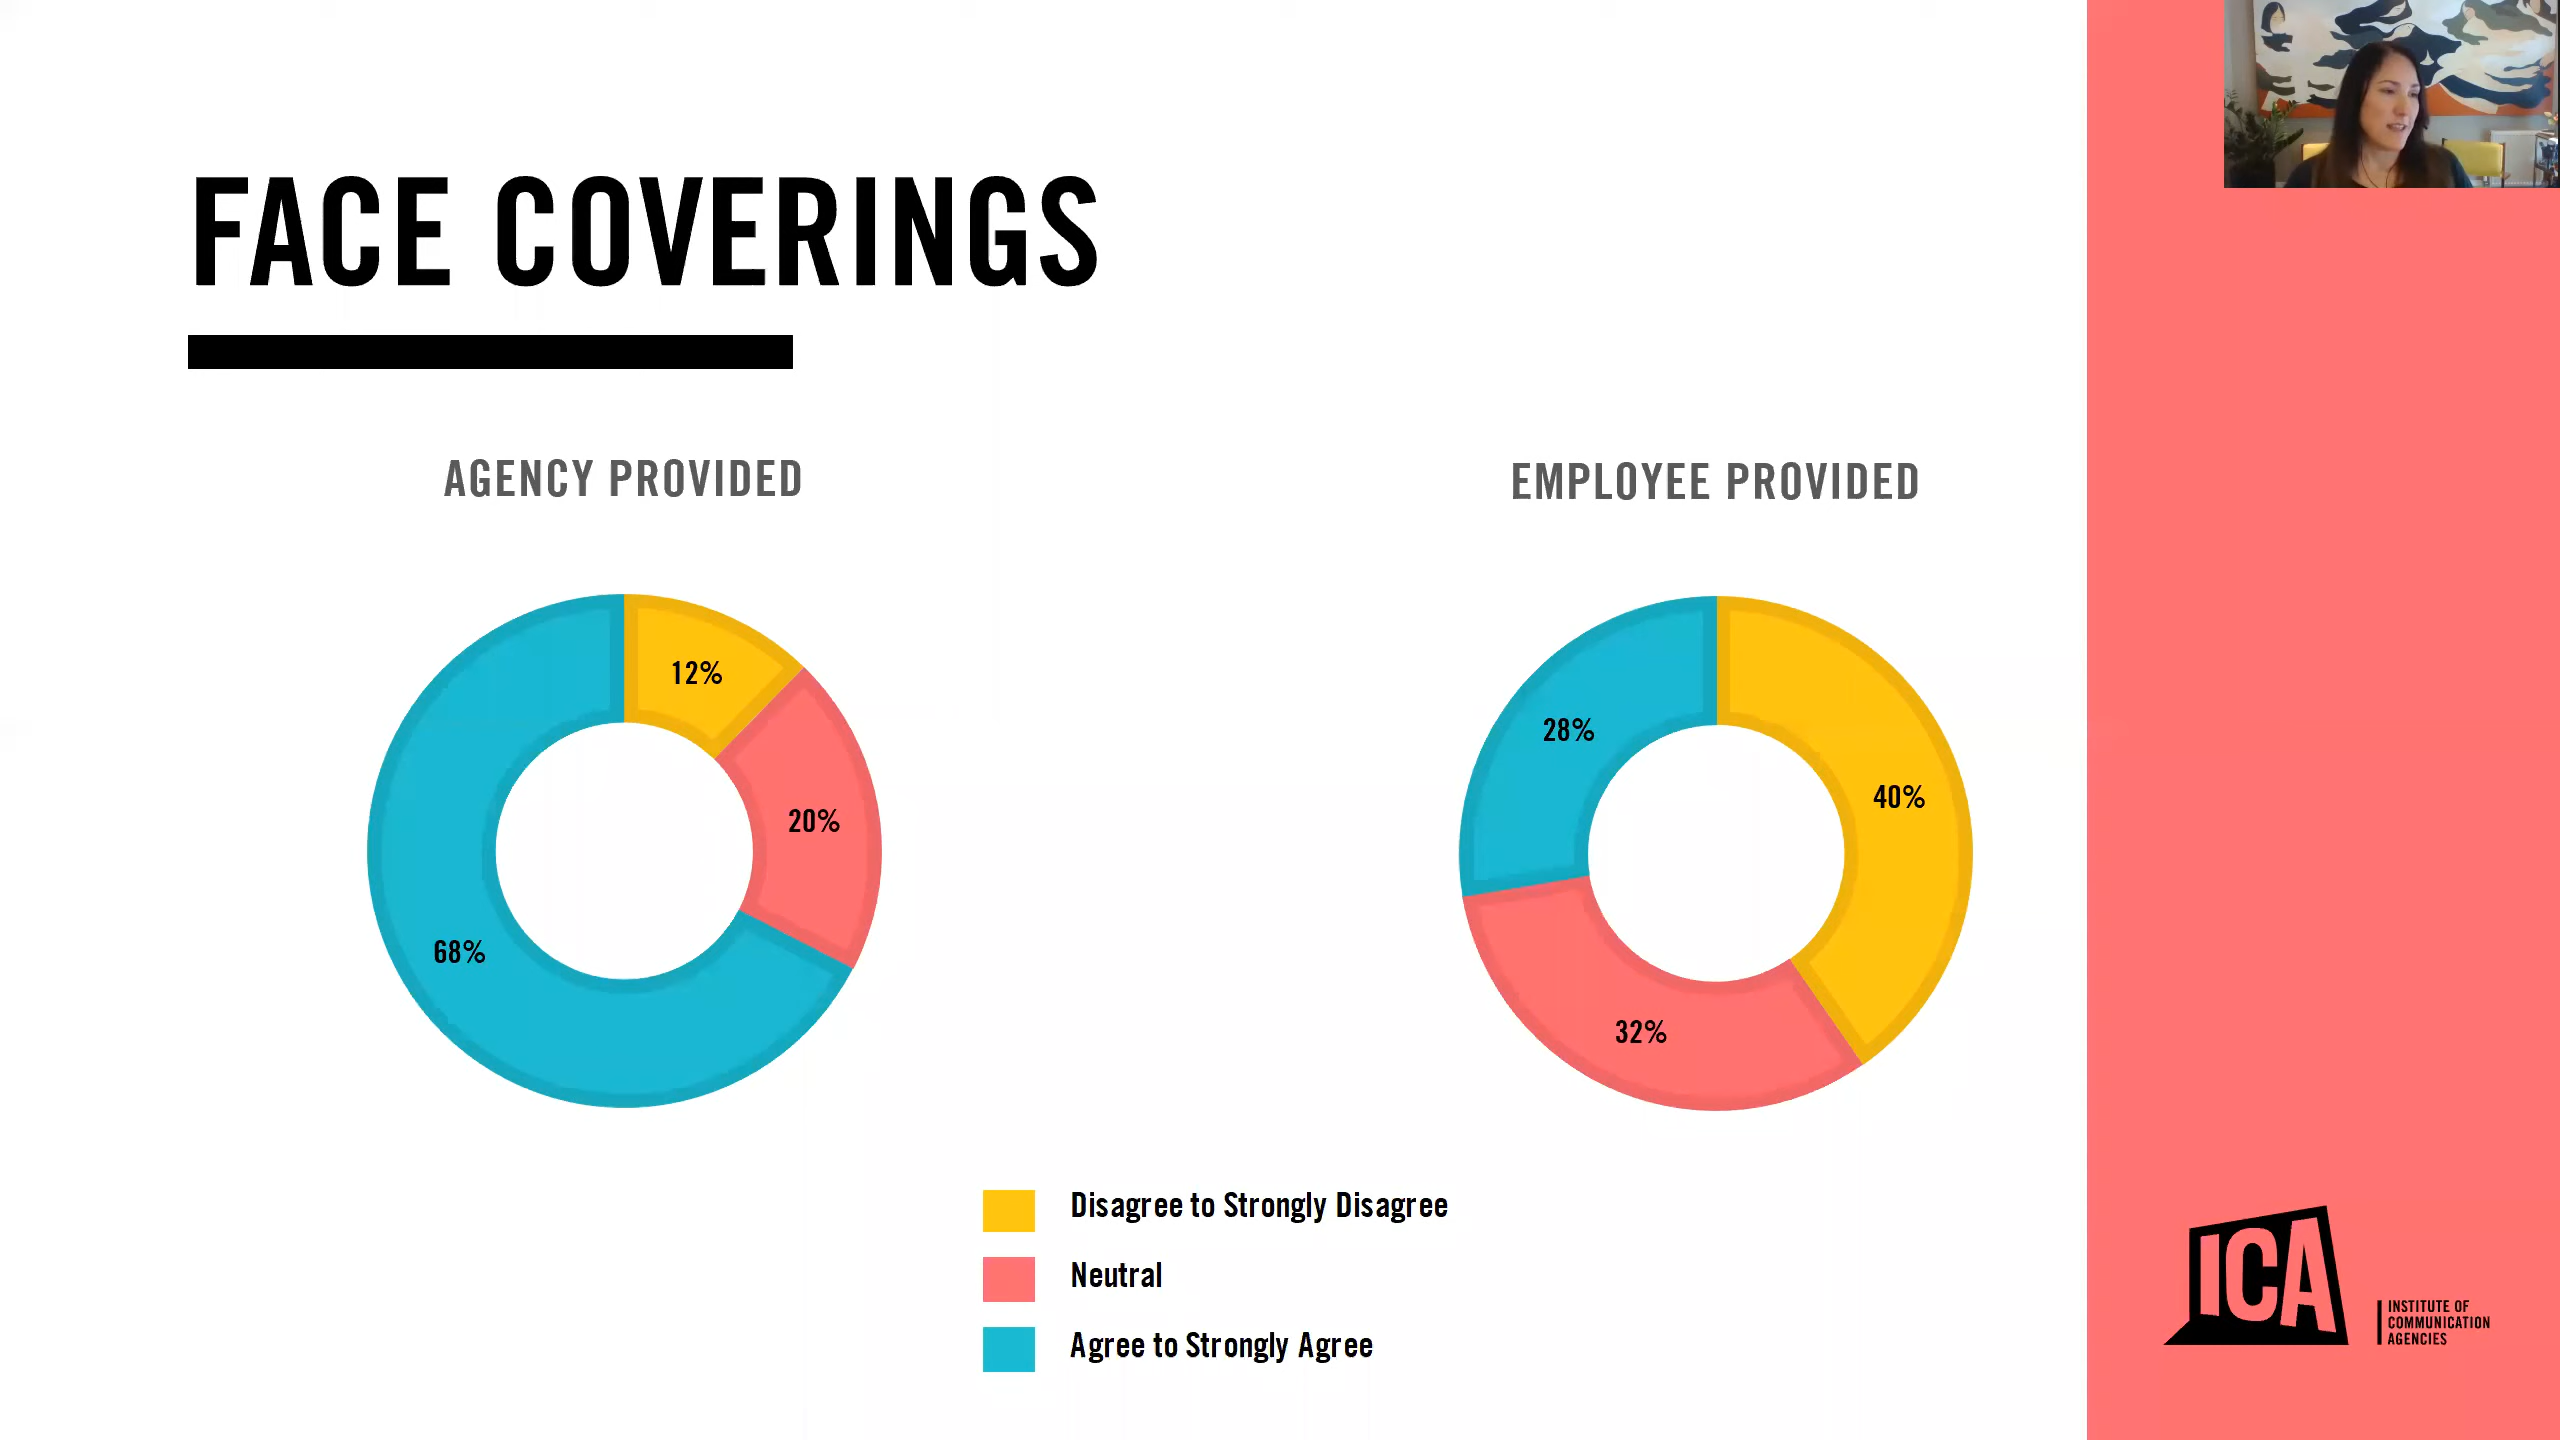 FACE COVERINGS
AGENCY PROVIDED
EMPLOYEE PROVIDED
12%
20%
68%
28%
40%
32%
Disagree to Strongly Disagree
Neutral
Agree to Strongly Agree
ICA
INSTITUTE OF
COMMUNICATION
AGENCIES